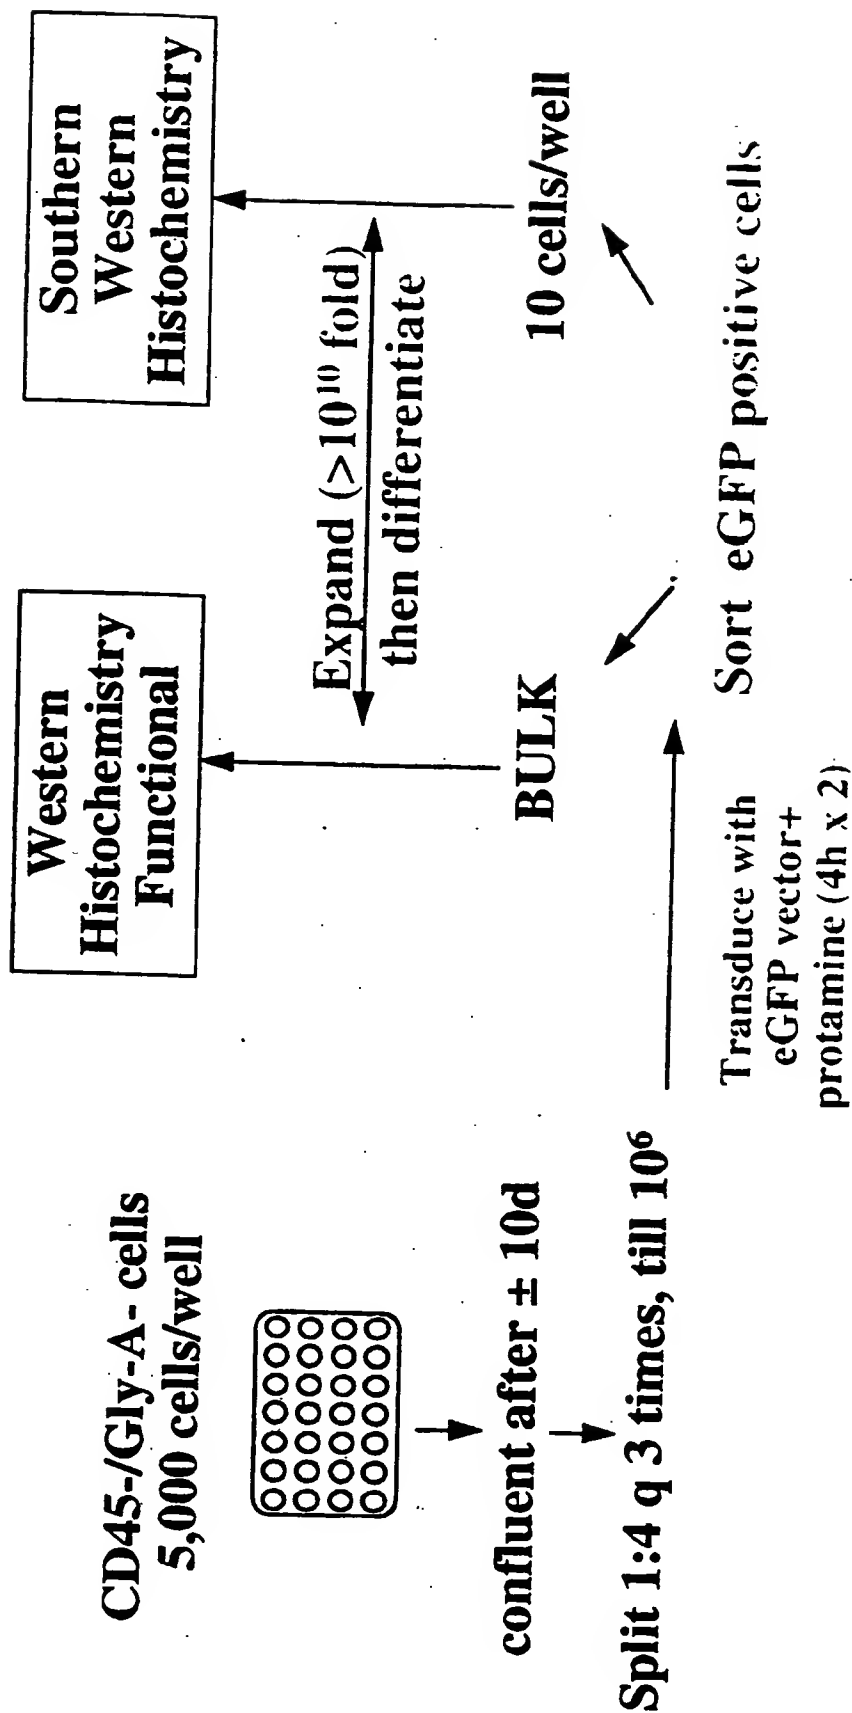 CD45-/Gly-A- cells
5,000 cells/well
confluent after ± 10d
Split 1:4 q 3 times, till 10⁶
Transduce with
eGFP vector+
protamine (4h x 2)
Sort eGFP positive cells
BULK
10 cells/well
Expand (>10¹⁰ fold)
then differentiate
Western
Histochemistry
Functional
Southern
Western
Histochemistry